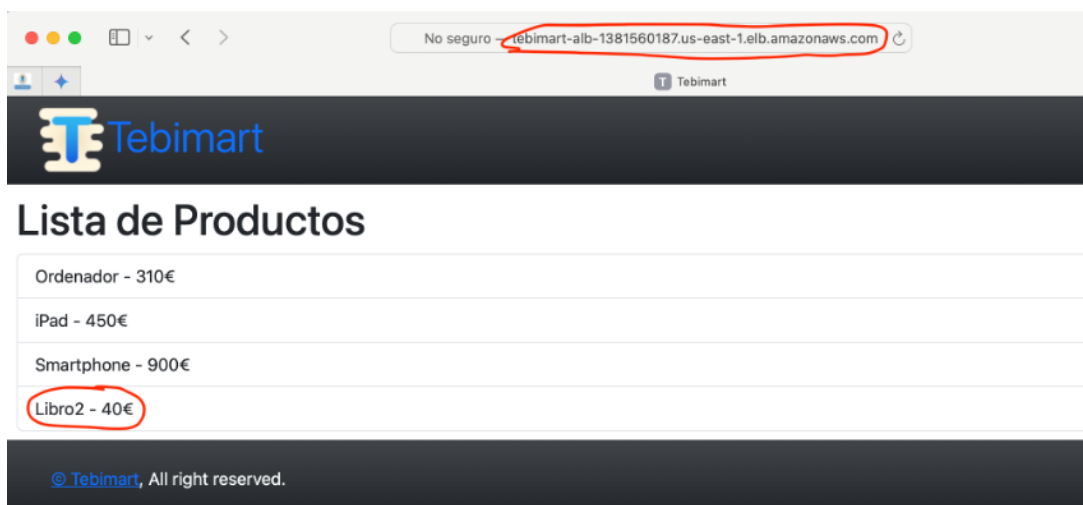 No seguro — tebimart-alb-1381560187.us-east-1.elb.amazonaws.com
T Tebimart
T Tebimart
Lista de Productos
Ordenador - 310€
iPad - 450€
Smartphone - 900€
Libro2 - 40€
© Tebimart, All right reserved.